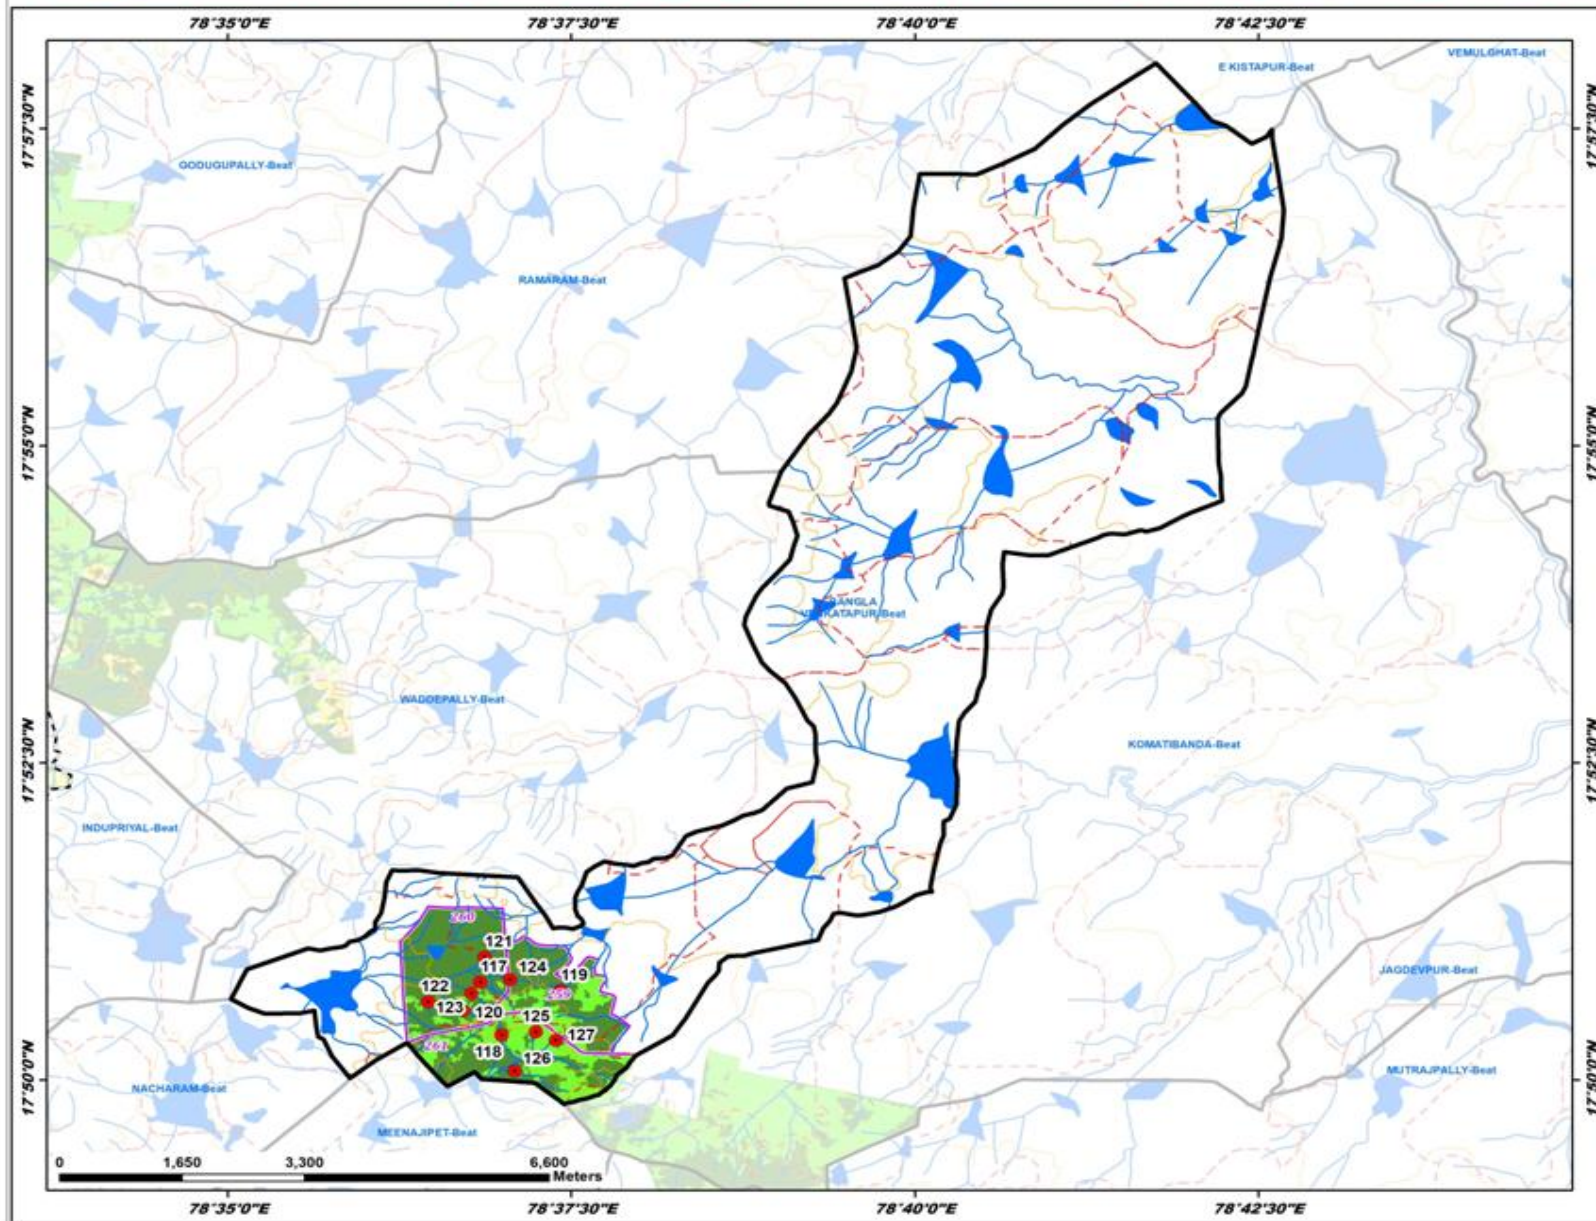 78°35'0"E 78°37'30"E 78°40'0"E 78°42'30"E
VEMULGHAT-Beat
E KISTAPUR-Beat
17°57'30"N 17°57'30"N
GODUGUPALLY-Beat
RAMARAM-Beat
17°55'0"N 17°55'0"N
VENKATAPUR-Beat
WADDEPALLY-Beat
KOMATIBANDA-Beat
17°52'30"N 17°52'30"N
INDUPRIYAL-Beat
260
121
117 124 119
JAGDEVPUR-Beat
122
259
123 120
125
127
261 118
126
MUTRAJPALLY-Beat
17°50'0"N 17°50'0"N
NACHARAM-Beat
MEENAJIPET-Beat
0 1,650 3,300 6,600
Meters
78°35'0"E 78°37'30"E 78°40'0"E 78°42'30"E